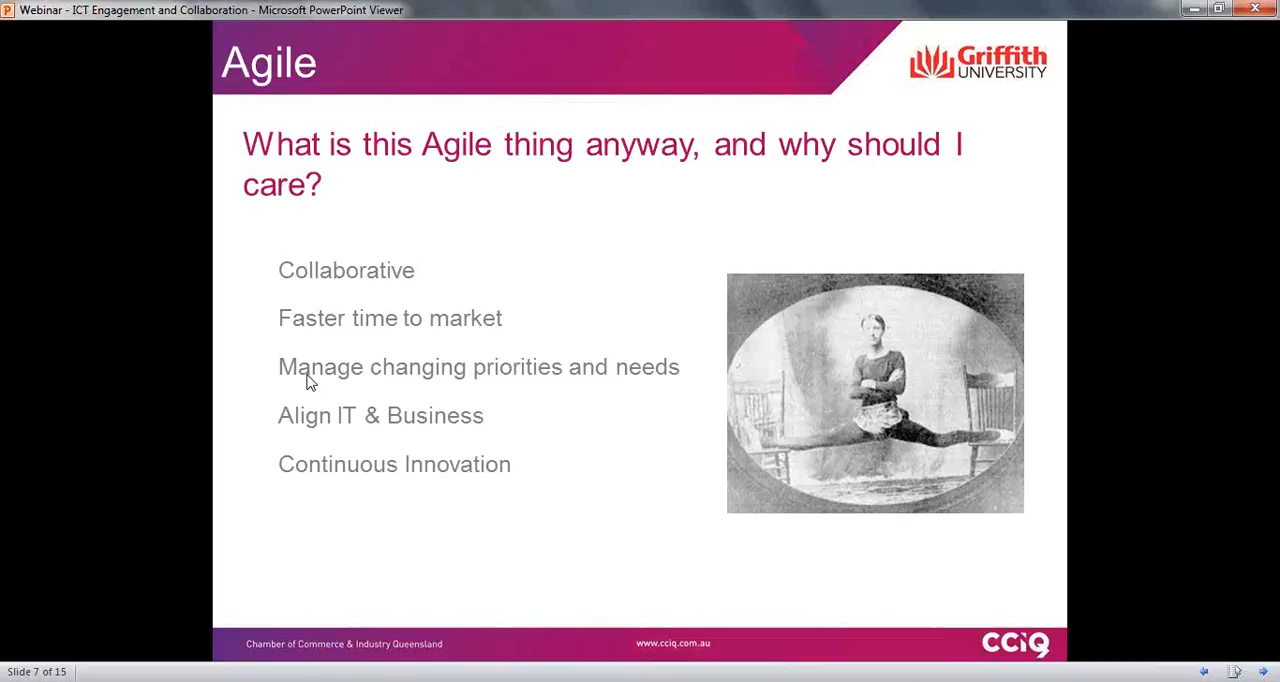 Webinar - ICT Engagement and Collaboration - Microsoft PowerPoint Viewer
Agile
Griffith
UNIVERSITY
What is this Agile thing anyway, and why should I
care?
Collaborative
Faster time to market
Manage changing priorities and needs
Align IT & Business
Continuous Innovation
Chamber of Commerce & Industry Queensland
www.cciq.com.au
CCIQ
Slide 7 of 15